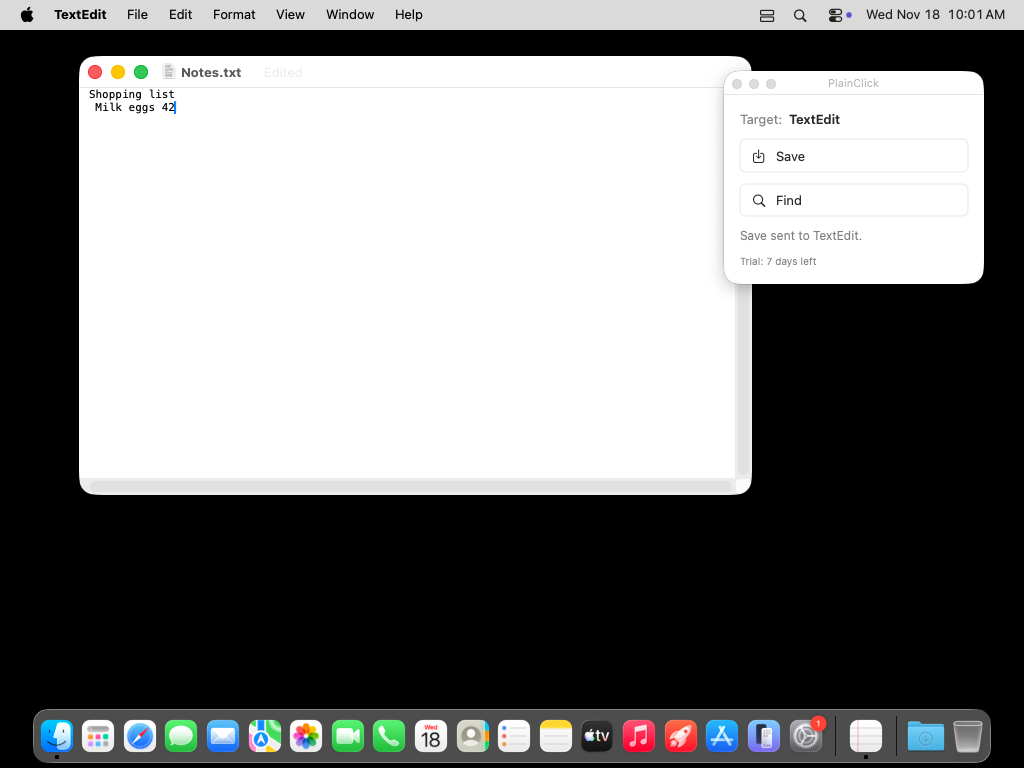 TextEdit File Edit Format View Window Help Wed Nov 18 10:01 AM
Notes.txt Edited
Shopping list
Milk eggs 42
PlainClick
Target: TextEdit
Save
Find
Save sent to TextEdit.
Trial: 7 days left
Wed
18
tv
1